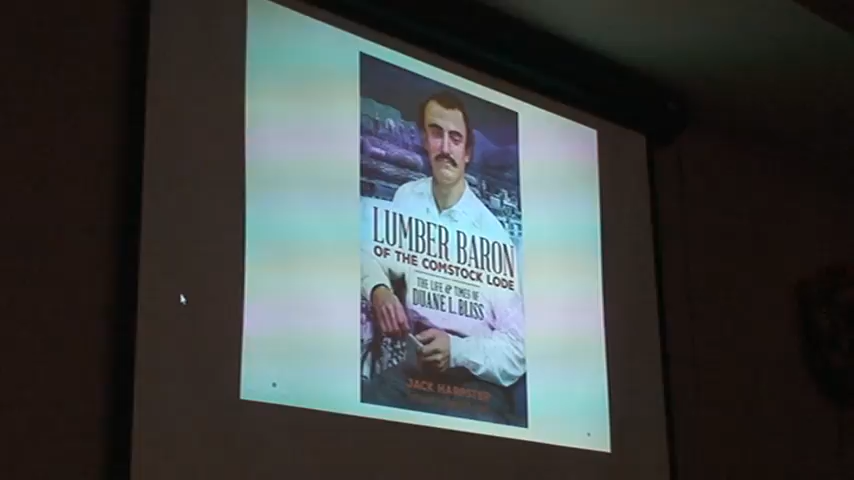 LUMBER BARON
OF THE COMSTOCK LODE
THE LIFE & TIMES OF
DUANE L. BLISS
JACK HARPSTER